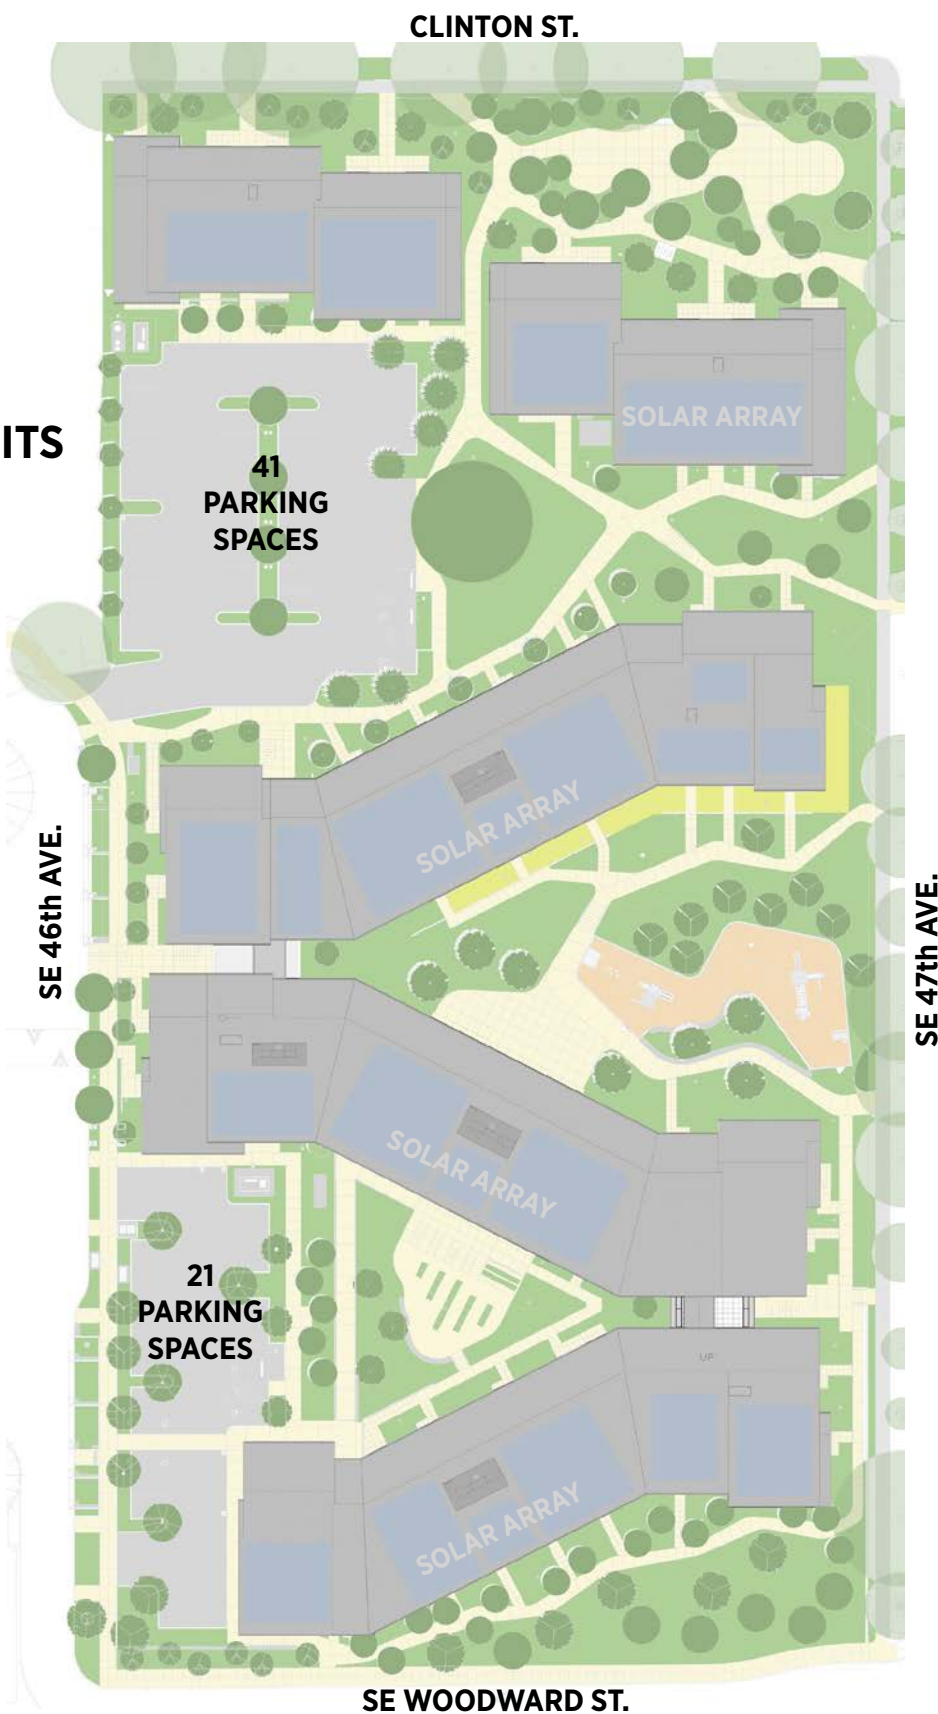 CLINTON ST.
SOLAR ARRAY
ITS
41
PARKING
SPACES
SOLAR ARRAY
SE 46th AVE.
SE 47th AVE.
SOLAR ARRAY
21
PARKING
SPACES
UP
SOLAR ARRAY
SE WOODWARD ST.